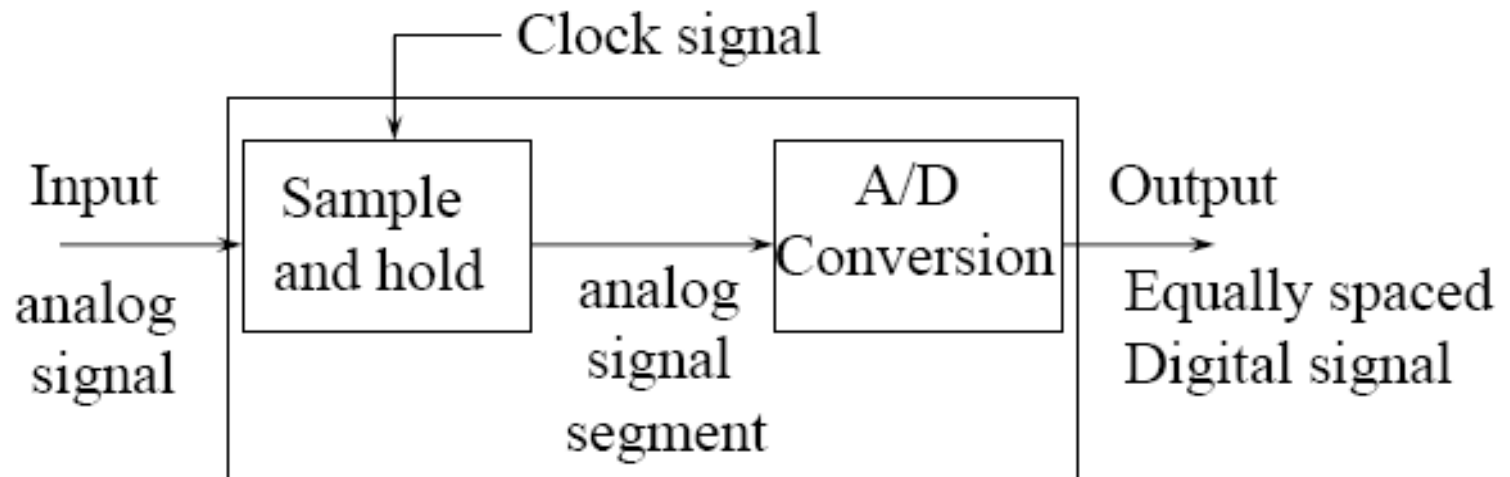 Clock signal
Input
analog
signal
Sample
and hold
analog
signal
segment
A/D
Conversion
Output
Equally spaced
Digital signal